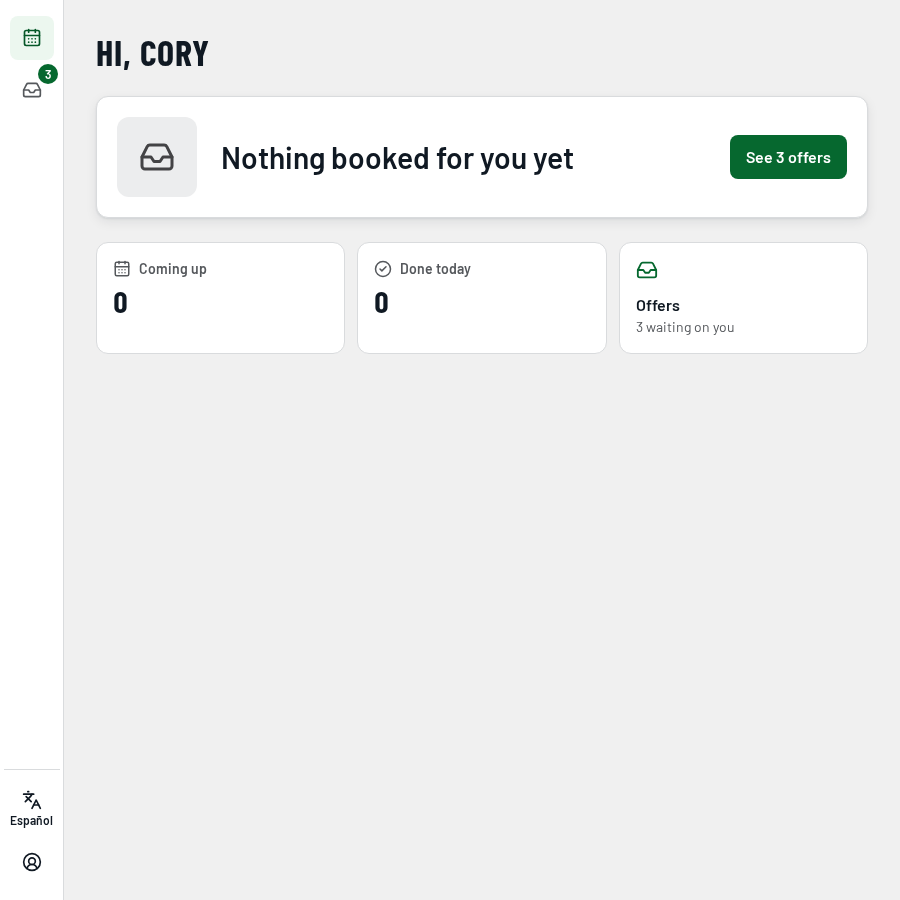 3
HI, CORY
Nothing booked for you yet
See 3 offers
Coming up
0
Done today
0
Offers
3 waiting on you
Español